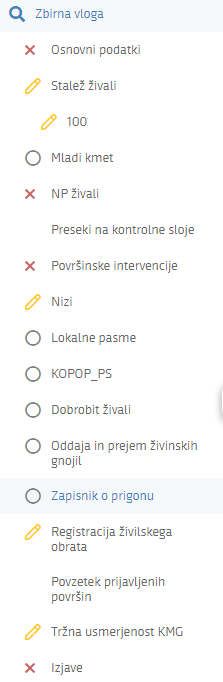 Zbirna vloga
Osnovni podatki
Stalež živali
100
Mladi kmet
NP živali
Preseki na kontrolne sloje
Površinske intervencije
Nizi
Lokalne pasme
KOPOP_PS
Dobrobit živali
Oddaja in prejem živinskih
gnojil
Zapisnik o prigonu
Registracija živilskega
obrata
Povzetek prijavljenih
površin
Tržna usmerjenost KMG
Izjave